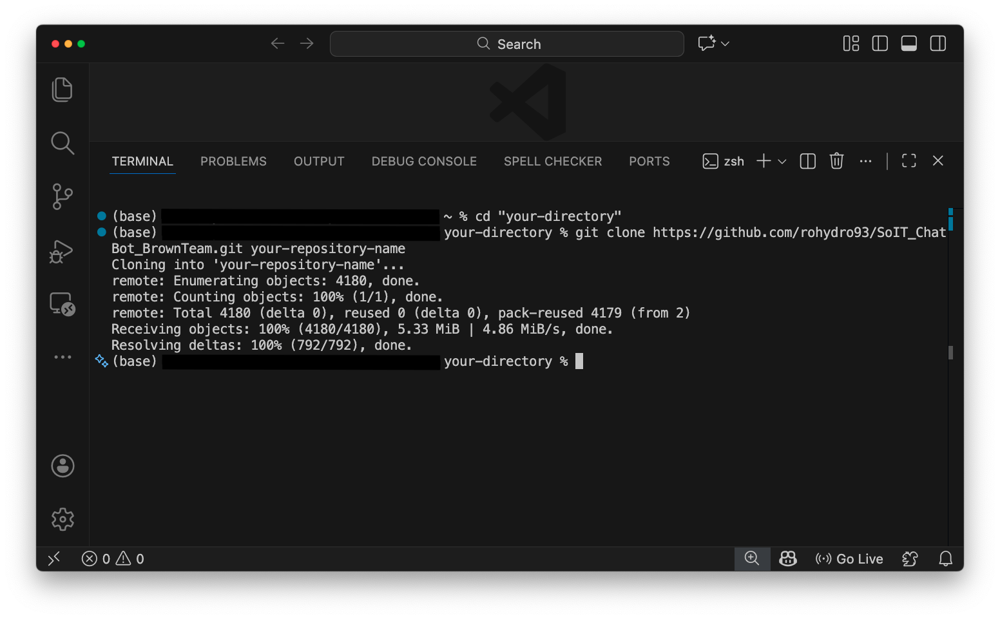 Search
TERMINAL PROBLEMS OUTPUT DEBUG CONSOLE SPELL CHECKER PORTS zsh
(base) ~ % cd "your-directory"
(base) your-directory % git clone https://github.com/rohydro93/SoIT_Chat
Bot_BrownTeam.git your-repository-name
Cloning into 'your-repository-name'...
remote: Enumerating objects: 4180, done.
remote: Counting objects: 100% (1/1), done.
remote: Total 4180 (delta 0), reused 0 (delta 0), pack-reused 4179 (from 2)
Receiving objects: 100% (4180/4180), 5.33 MiB | 4.86 MiB/s, done.
Resolving deltas: 100% (792/792), done.
(base) your-directory %
0 0 Go Live